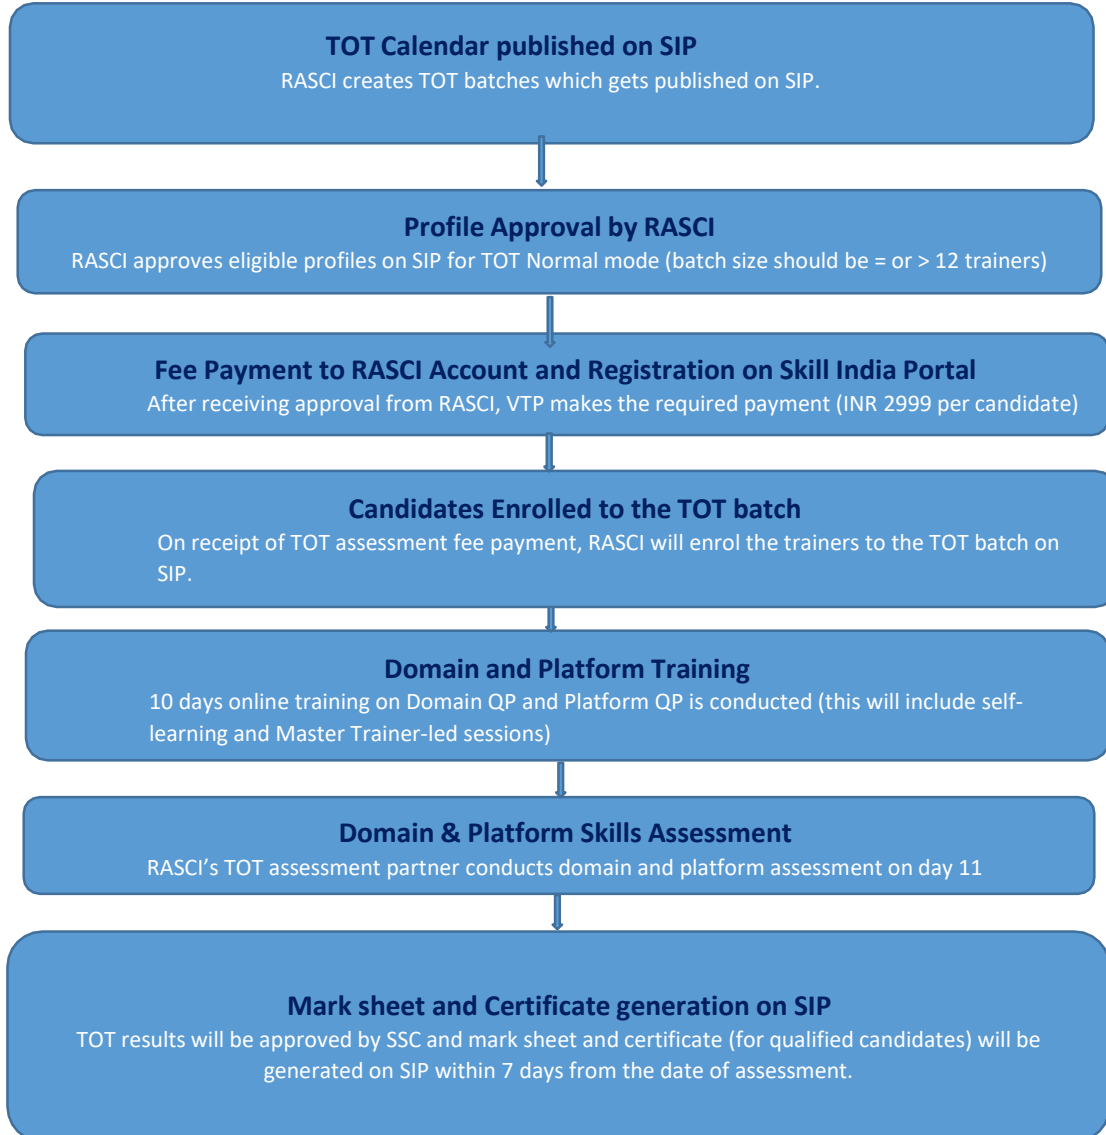 TOT Calendar published on SIP
RASCI creates TOT batches which gets published on SIP.
Profile Approval by RASCI
RASCI approves eligible profiles on SIP for TOT Normal mode (batch size should be = or > 12 trainers)
Fee Payment to RASCI Account and Registration on Skill India Portal
After receiving approval from RASCI, VTP makes the required payment (INR 2999 per candidate)
Candidates Enrolled to the TOT batch
On receipt of TOT assessment fee payment, RASCI will enrol the trainers to the TOT batch on
SIP.
Domain and Platform Training
10 days online training on Domain QP and Platform QP is conducted (this will include self-
learning and Master Trainer-led sessions)
Domain & Platform Skills Assessment
RASCI’s TOT assessment partner conducts domain and platform assessment on day 11
Mark sheet and Certificate generation on SIP
TOT results will be approved by SSC and mark sheet and certificate (for qualified candidates) will be
generated on SIP within 7 days from the date of assessment.